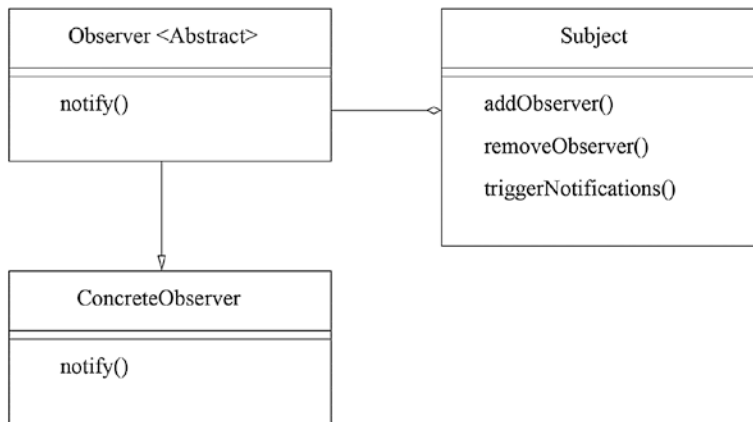 Observer <Abstract>
notify()
Subject
addObserver()
removeObserver()
triggerNotifications()
ConcreteObserver
notify()